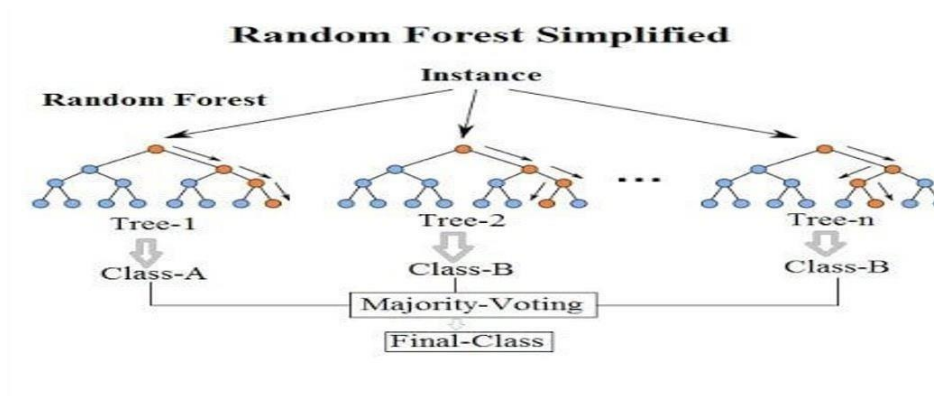 Random Forest Simplified
Instance
Random Forest
...
Tree-1
Tree-2
Tree-n
Class-A
Class-B
Class-B
Majority-Voting
Final-Class